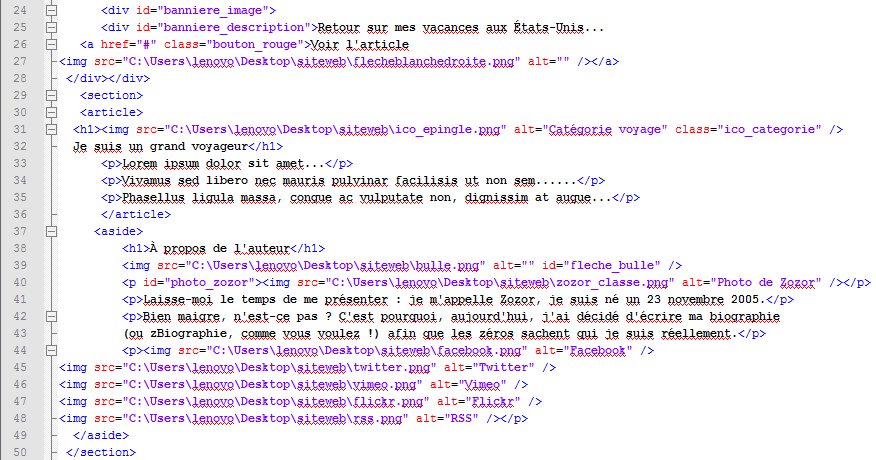 24 <div id="banniere_image">
25 <div id="banniere_description">Retour sur mes vacances aux États-Unis...
26 <a href="#" class="bouton_rouge">Voir l'article
27 <img src="C:\Users\lenovo\Desktop\siteweb\flecheblanchedroite.png" alt="" /></a>
28 </div></div>
29 <section>
30 <article>
31 <h1><img src="C:\Users\lenovo\Desktop\siteweb\ico_epingle.png" alt="Catégorie voyage" class="ico_categorie" />
32 Je suis un grand voyageur</h1>
33 <p>Lorem ipsum dolor sit amet...</p>
34 <p>Vivamus sed libero nec mauris pulvinar facilisis ut non sem......</p>
35 <p>Phasellus ligula massa, congue ac vulputate non, dignissim at augue...</p>
36 </article>
37 <aside>
38 <h1>À propos de l'auteur</h1>
39 <img src="C:\Users\lenovo\Desktop\siteweb\bulle.png" alt="" id="fleche_bulle" />
40 <p id="photo_zozor"><img src="C:\Users\lenovo\Desktop\siteweb\zozor_classe.png" alt="Photo de Zozor" /></p>
41 <p>Laisse-moi le temps de me présenter : je m'appelle Zozor, je suis né un 23 novembre 2005.</p>
42 <p>Bien maigre, n'est-ce pas ? C'est pourquoi, aujourd'hui, j'ai décidé d'écrire ma biographie
43 (ou zBiographie, comme vous voulez !) afin que les zéros sachent qui je suis réellement.</p>
44 <p><img src="C:\Users\lenovo\Desktop\siteweb\facebook.png" alt="Facebook" />
45 <img src="C:\Users\lenovo\Desktop\siteweb\twitter.png" alt="Twitter" />
46 <img src="C:\Users\lenovo\Desktop\siteweb\vimeo.png" alt="Vimeo" />
47 <img src="C:\Users\lenovo\Desktop\siteweb\flickr.png" alt="Flickr" />
48 <img src="C:\Users\lenovo\Desktop\siteweb\rss.png" alt="RSS" /></p>
49 </aside>
50 </section>